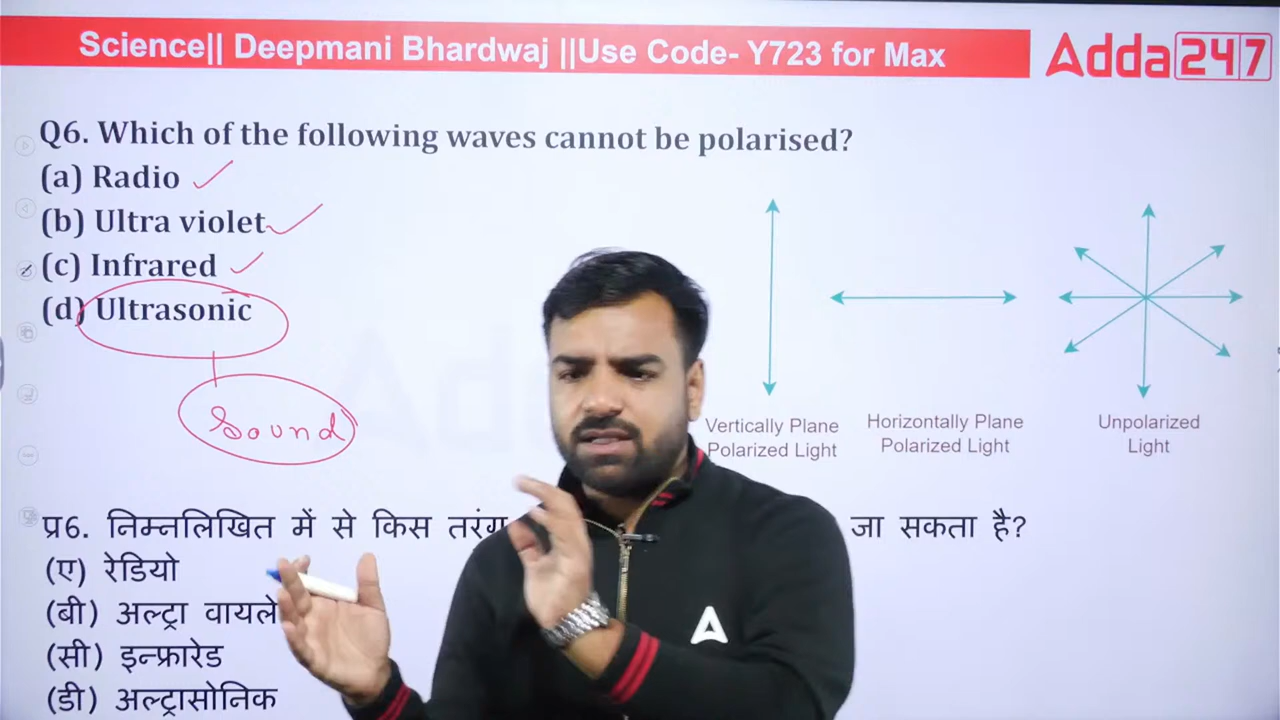 Science|| Deepmani Bhardwaj ||Use Code- Y723 for Max
Adda247
Q6. Which of the following waves cannot be polarised?
(a) Radio
(b) Ultra violet
(c) Infrared
(d) Ultrasonic
Sound
Vertically Plane
Polarized Light
Horizontally Plane
Polarized Light
Unpolarized
Light
प्र6. निम्नलिखित में से किस तरंग जा सकता है?
(ए) रेडियो
(बी) अल्ट्रा वायले
(सी) इन्फ्रारेड
(डी) अल्ट्रासोनिक